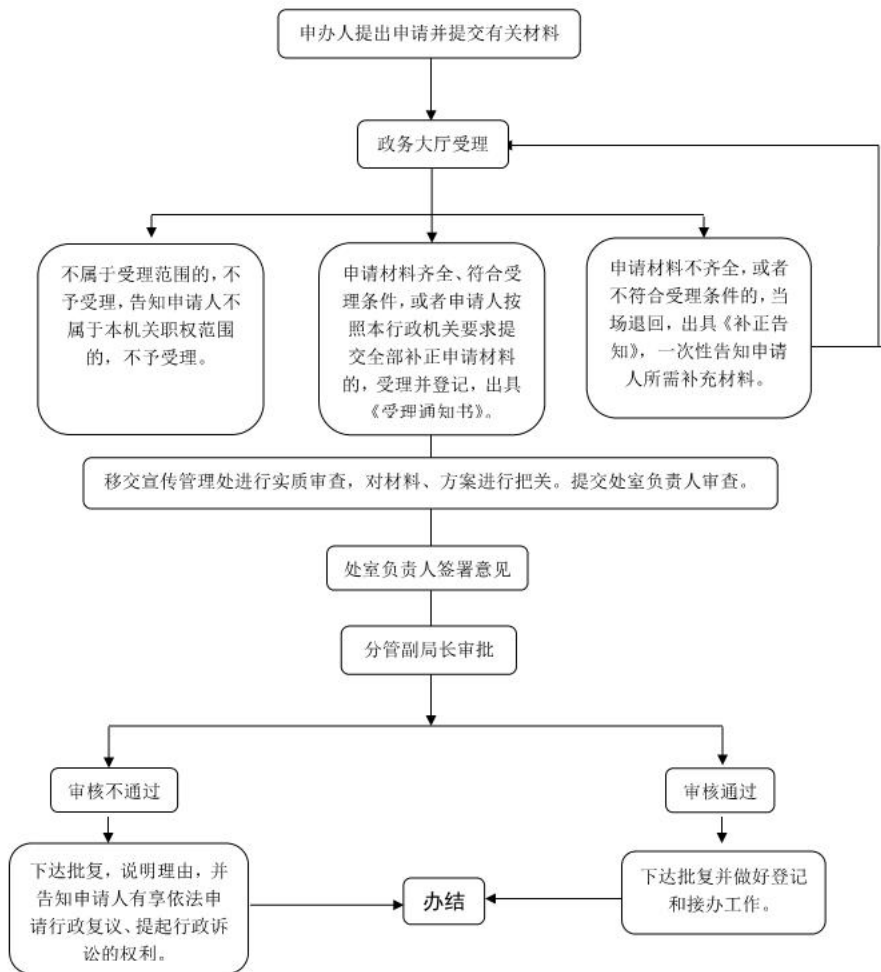 申办人提出申请并提交有关材料
政务大厅受理
不属于受理范围的，不
予受理，告知申请人不
属于本机关职权范围
的，不予受理。
申请材料齐全、符合受
理条件，或者申请人按
照本行政机关要求提
交全部补正申请材料
的，受理并登记，出具
《受理通知书》。
申请材料不齐全，或者
不符合受理条件的，当
场退回，出具《补正告
知》，一次性告知申请
人所需补充材料。
移交宣传管理处进行实质审查，对材料、方案进行把关。提交处室负责人审查。
处室负责人签署意见
分管副局长审批
审核不通过
审核通过
下达批复，说明理由，并
告知申请人有享依法申
请行政复议、提起行政诉
讼的权利。
办结
下达批复并做好登记
和接办工作。